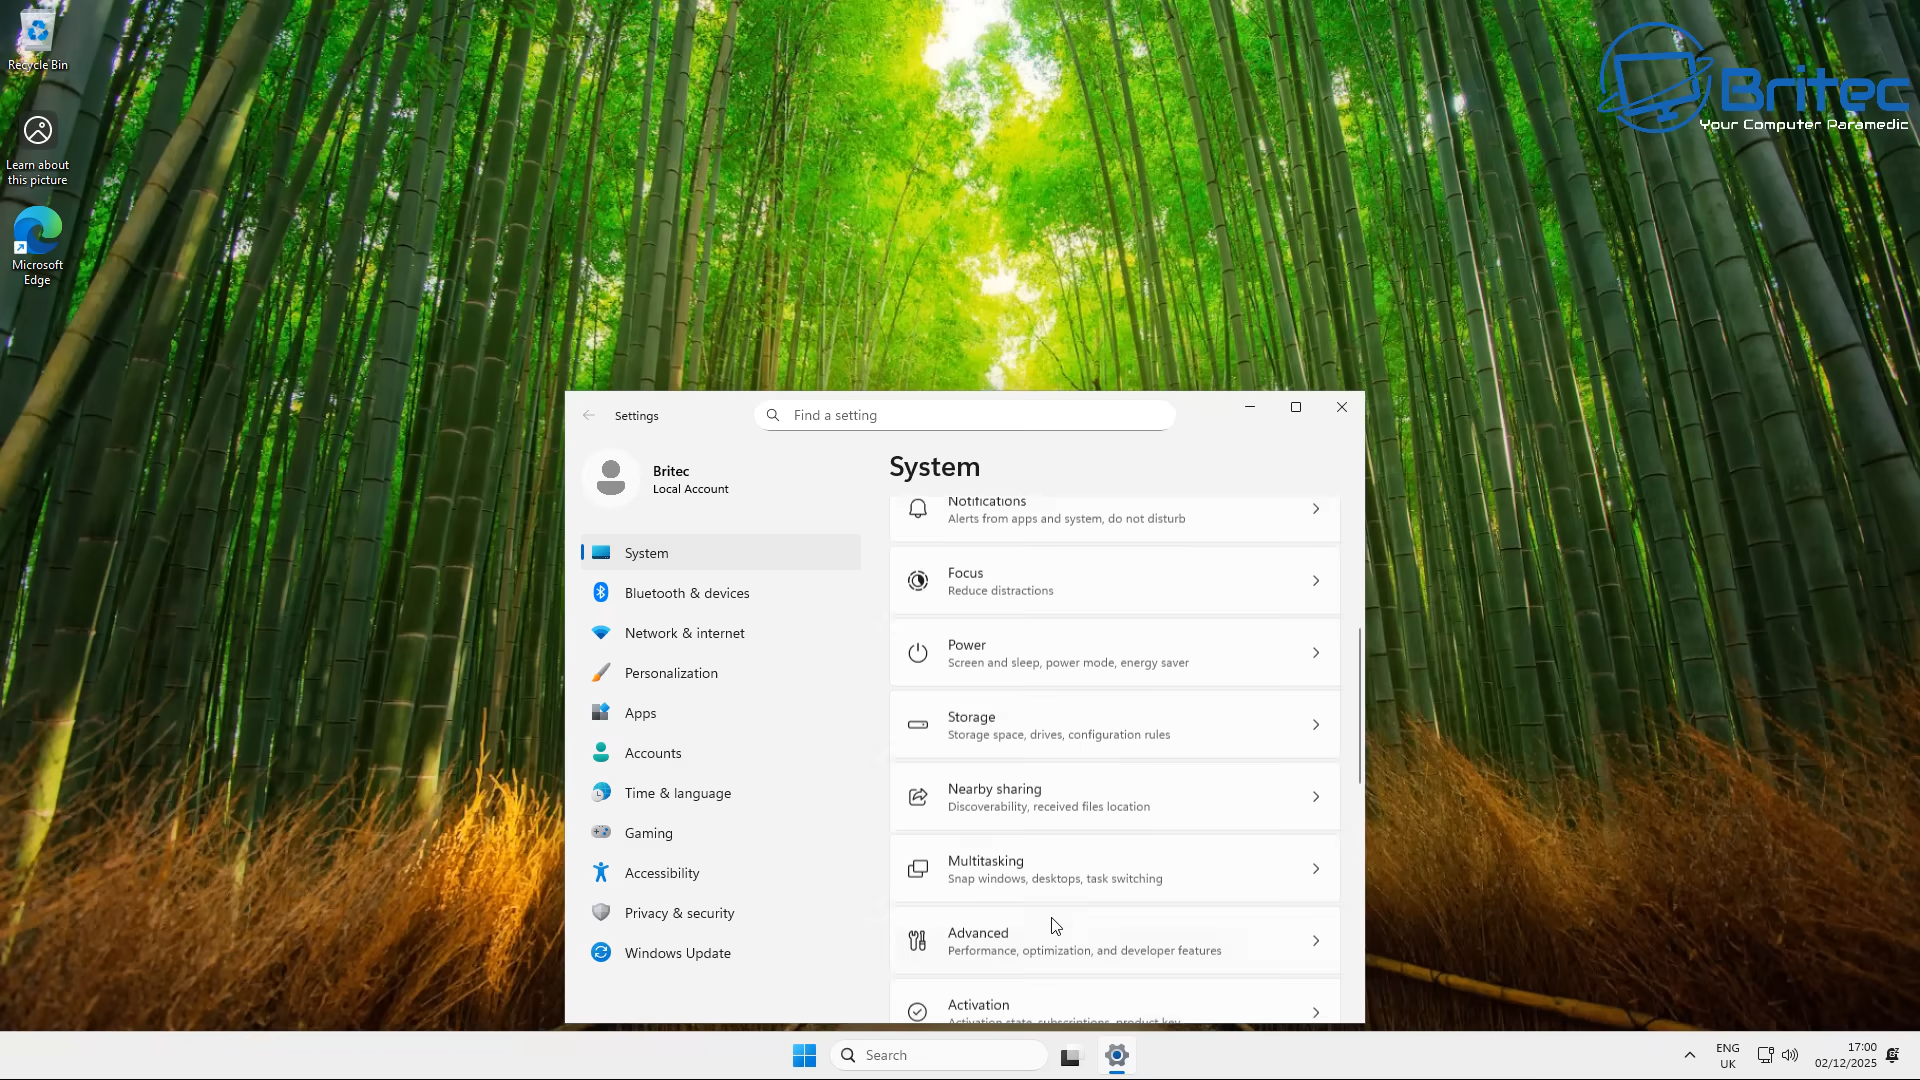 Recycle Bin
Learn about
this picture
Microsoft
Edge
Britec
Your Computer Paramedic
Settings
Find a setting
Britec
Local Account
System
Bluetooth & devices
Network & internet
Personalization
Apps
Accounts
Time & language
Gaming
Accessibility
Privacy & security
Windows Update
System
Notifications
Alerts from apps and system, do not disturb
Focus
Reduce distractions
Power
Screen and sleep, power mode, energy saver
Storage
Storage space, drives, configuration rules
Nearby sharing
Discoverability, received files location
Multitasking
Snap windows, desktops, task switching
Advanced
Performance, optimization, and developer features
Activation
Activation state, subscriptions, product key
Search
ENG
UK
17:00
02/12/2025